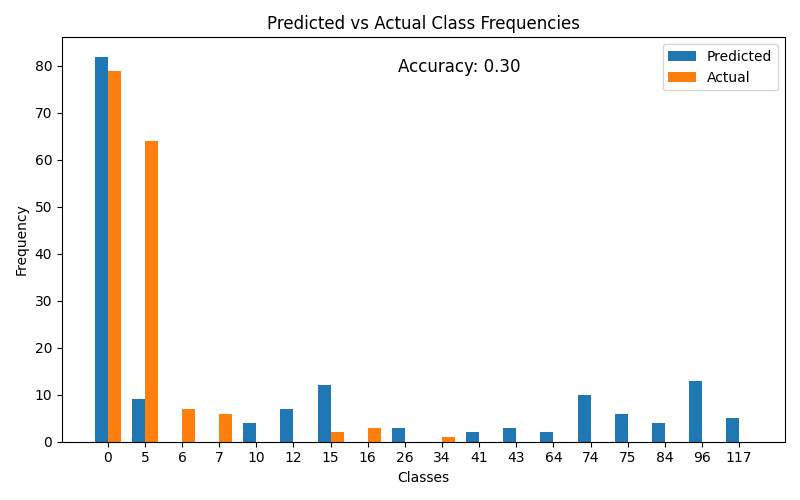 Predicted vs Actual Class Frequencies
Accuracy: 0.30
Predicted
Actual
Frequency
80
70
60
50
40
30
20
10
0
0 5 6 7 10 12 15 16 26 34 41 43 64 74 75 84 96 117
Classes